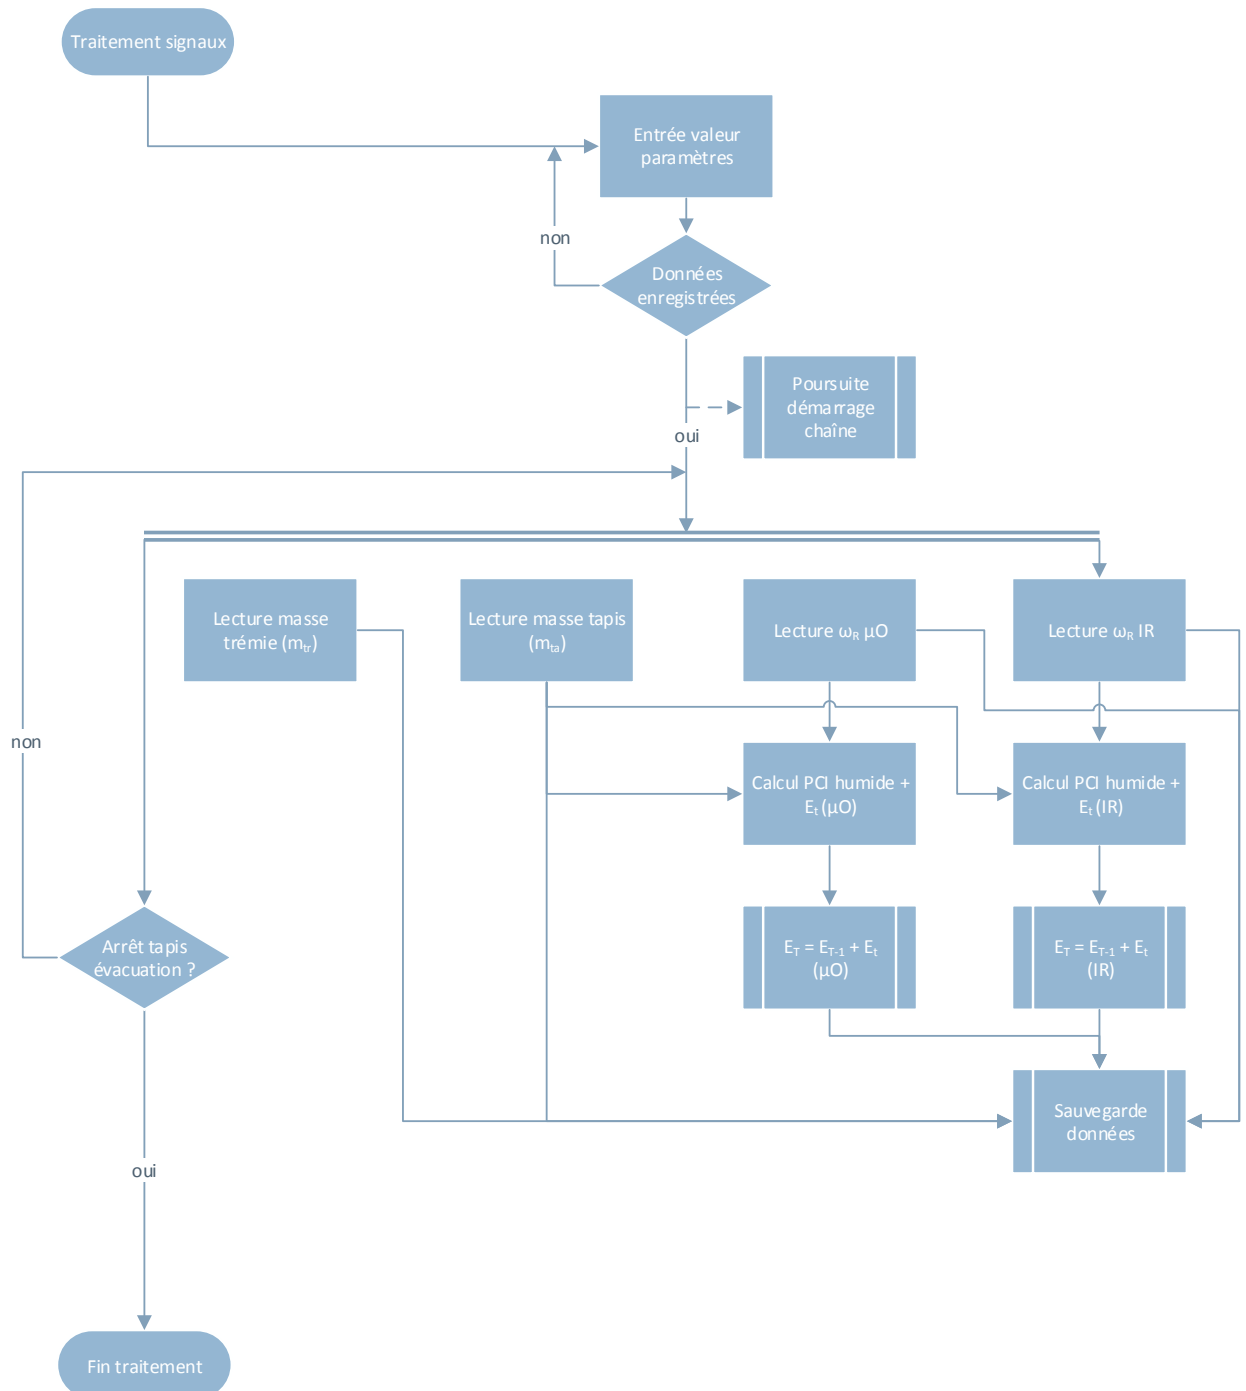 Traitement signaux
Entrée valeur
paramètres
non
Données
enregistrées
Poursuite
démarrage
chaîne
oui
Lecture masse
trémie (mtr)
Lecture masse tapis
(mta)
Lecture ωR µO
Lecture ωR IR
non
Calcul PCI humide +
Et (µO)
Calcul PCI humide +
Et (IR)
Arrêt tapis
évacuation ?
ET = ET-1 + Et
(µO)
ET = ET-1 + Et
(IR)
Sauvegarde
données
oui
Fin traitement